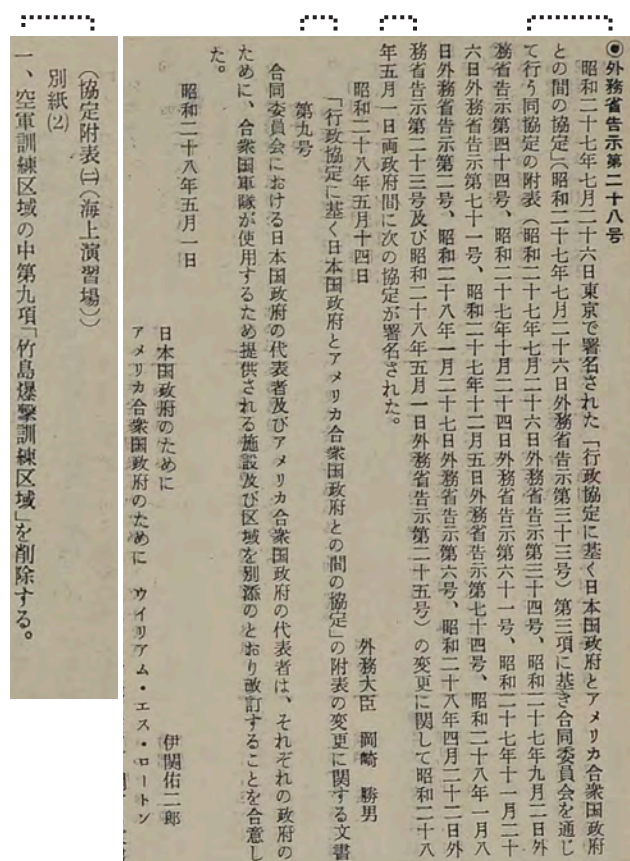 ◉外務省告示第二十八号
昭和二十七年七月二十六日東京で署名された「行政協定に基く日本国政府とアメリカ合衆国政府
との間の協定」（昭和二十七年七月二十六日外務省告示第三十三号）第三項に基き合同委員会を通じ
て行う同協定の附表（昭和二十七年七月二十六日外務省告示第三十四号、昭和二十七年九月二日外
務省告示第四十四号、昭和二十七年十月二十四日外務省告示第六十一号、昭和二十七年十一月二十
六日外務省告示第七十一号、昭和二十七年十二月五日外務省告示第七十四号、昭和二十八年一月八
日外務省告示第二号、昭和二十八年一月二十七日外務省告示第六号、昭和二十八年四月二十二日外
務省告示第二十三号及び昭和二十八年五月一日外務省告示第二十五号）の変更に関して昭和二十八
年五月一日両政府間に次の協定が署名された。
昭和二十八年五月十四日
外務大臣　岡崎　勝男
「行政協定に基く日本国政府とアメリカ合衆国政府との間の協定」の附表の変更に関する文書
第九号
合同委員会における日本国政府の代表者及びアメリカ合衆国政府の代表者は、それぞれの政府の
ために、合衆国軍隊が使用するため提供される施設及び区域を別添のとおり改訂することを合意し
た。
昭和二十八年五月一日
日本国政府のために　伊関佑二郎
アメリカ合衆国政府のために　ウイリアム・エス・ロートン
（協定附表㈡（海上演習場））
別紙⑵
一、空軍訓練区域の中第九項「竹島爆撃訓練区域」を削除する。